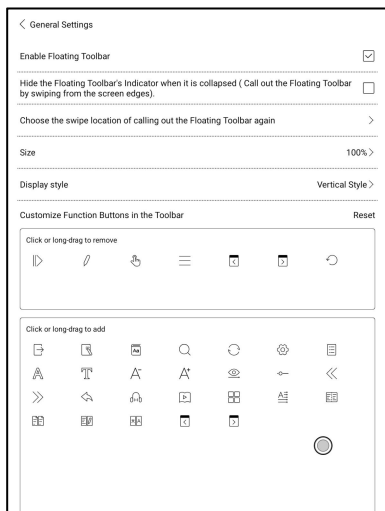 General Settings
Enable Floating Toolbar
Hide the Floating Toolbar's Indicator when it is collapsed ( Call out the Floating Toolbar
by swiping from the screen edges).
Choose the swipe location of calling out the Floating Toolbar again
Size 100%
Display style Vertical Style
Customize Function Buttons in the Toolbar Reset
Click or long-drag to remove
Click or long-drag to add
Aa
A T A- A+
A